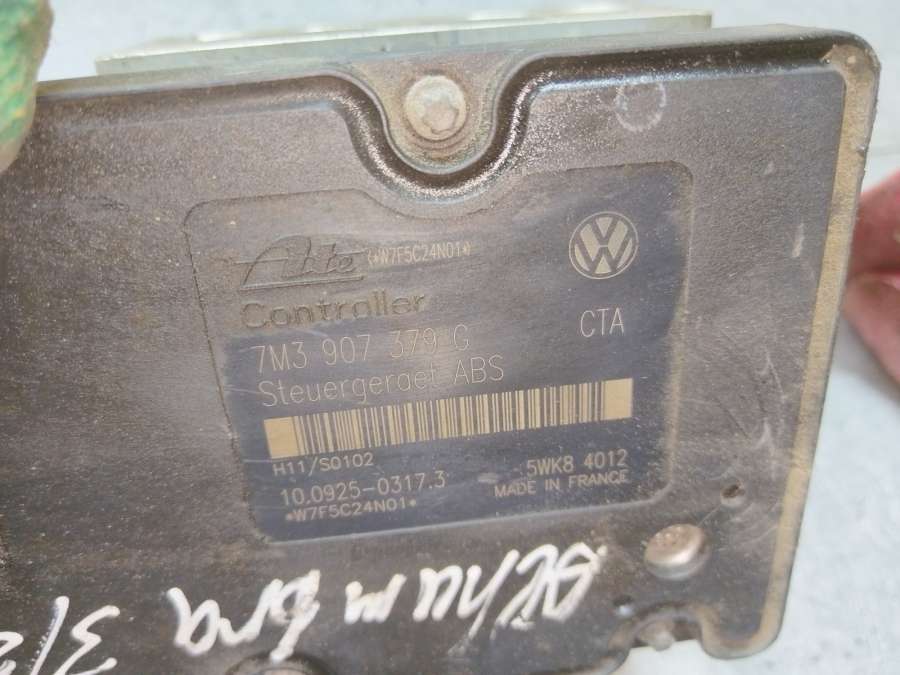 Ate (*W7F5C24N01*)
Controller
7M3 907 379 G CTA
Steuergeraet ABS
H11/S0102 5WK8 4012
10.0925-0317.3 MADE IN FRANCE
*W7F5C24N01*